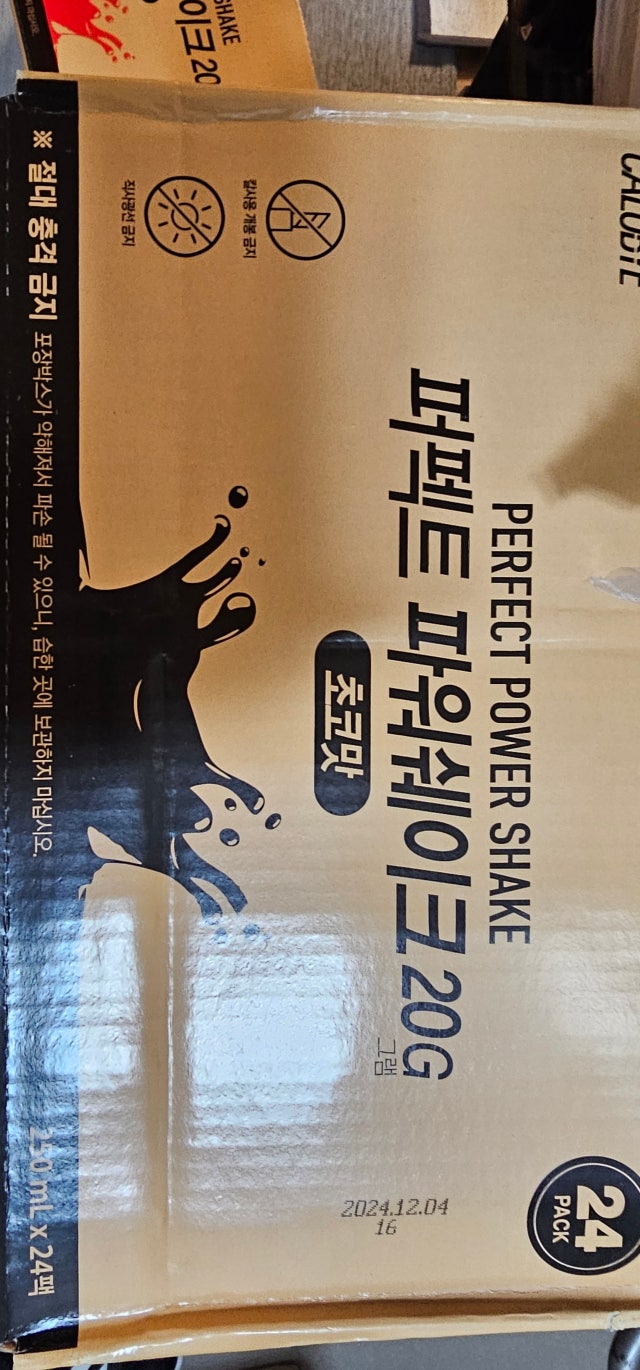 SHAKE
이크 20
CALOBYE
PERFECT POWER SHAKE
퍼펙트 파워쉐이크 20G
그램
초코맛
24
PACK
2024.12.04
16
칼사용 개봉 금지
직사광선 금지
※ 절대 충격 금지 포장박스가 약해져서 파손 될 수 있으니, 습한 곳에 보관하지 마십시오.
250 mL x 24팩